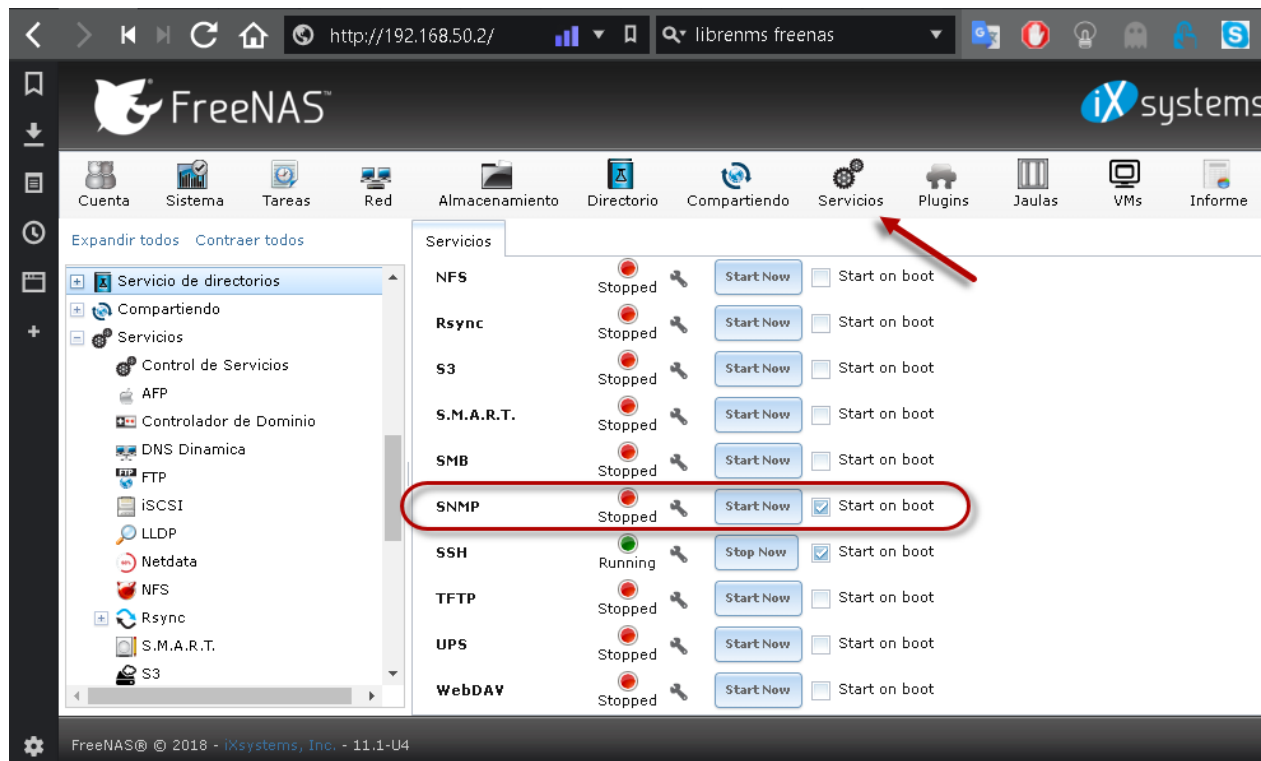 http://192.168.50.2/
librenms freenas
FreeNAS™
iXsystems
Cuenta
Sistema
Tareas
Red
Almacenamiento
Directorio
Compartiendo
Servicios
Plugins
Jaulas
VMs
Informe
Expandir todos Contraer todos
Servicio de directorios
Compartiendo
Servicios
Control de Servicios
AFP
Controlador de Dominio
DNS Dinamica
FTP
iSCSI
LLDP
Netdata
NFS
Rsync
S.M.A.R.T.
S3
Servicios
NFS Stopped Start Now Start on boot
Rsync Stopped Start Now Start on boot
S3 Stopped Start Now Start on boot
S.M.A.R.T. Stopped Start Now Start on boot
SMB Stopped Start Now Start on boot
SNMP Stopped Start Now Start on boot
SSH Running Stop Now Start on boot
TFTP Stopped Start Now Start on boot
UPS Stopped Start Now Start on boot
WebDAV Stopped Start Now Start on boot
FreeNAS® © 2018 - iXsystems, Inc. - 11.1-U4